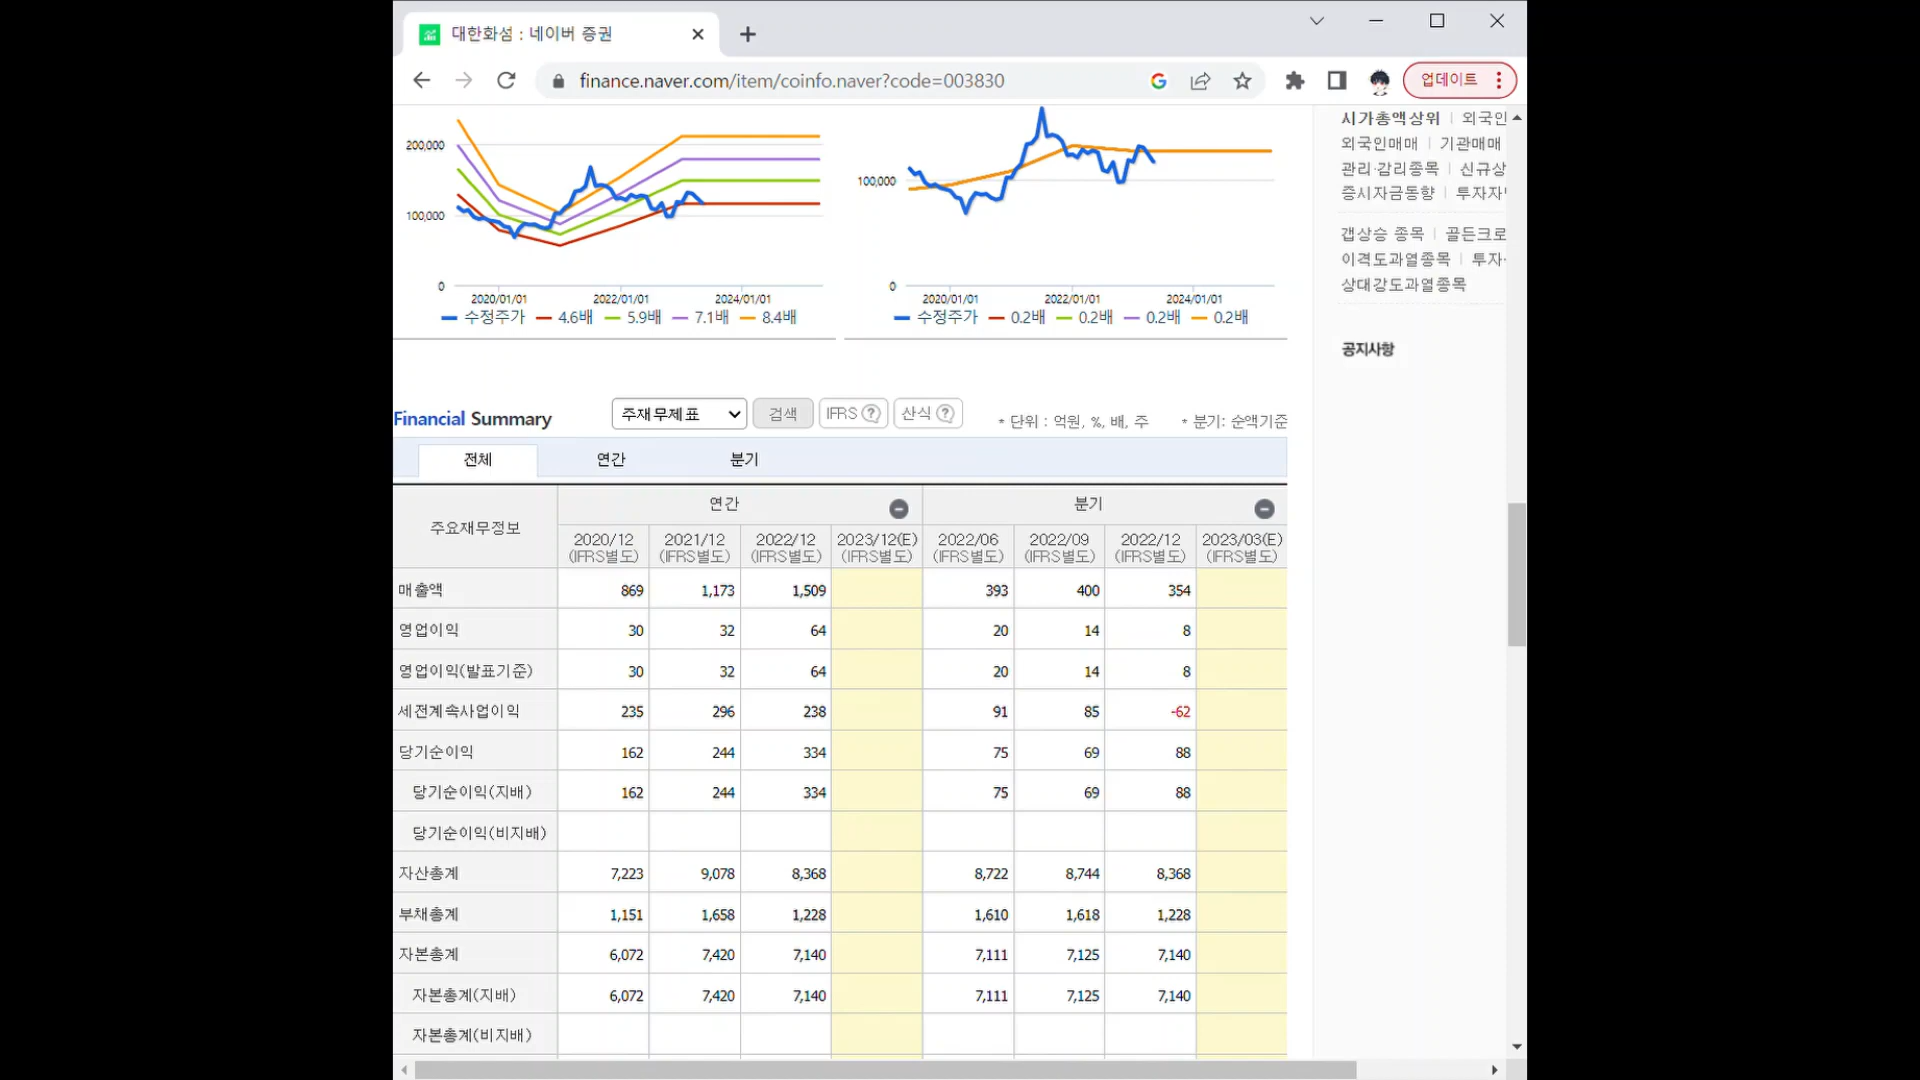 대한화섬 : 네이버 증권
finance.naver.com/item/coinfo.naver?code=003830
업데이트
200,000
100,000
0
2020/01/01 2022/01/01 2024/01/01
수정주가 4.6배 5.9배 7.1배 8.4배
100,000
0
2020/01/01 2022/01/01 2024/01/01
수정주가 0.2배 0.2배 0.2배 0.2배
시가총액상위 외국인
외국인매매 기관매매
관리·감리종목 신규상
증시자금동향
갭상승 종목 골든크로
이격도과열종목 투자
상대강도과열종목
공지사항
Financial Summary 주재무제표 검색 IFRS ? 산식 ? * 단위 : 억원, %, 배, 주 * 분기: 순액기준
전체 연간 분기
주요재무정보 연간 분기
2020/12 2021/12 2022/12 2023/12(E) 2022/06 2022/09 2022/12 2023/03(E)
(IFRS별도) (IFRS별도) (IFRS별도) (IFRS별도) (IFRS별도) (IFRS별도) (IFRS별도) (IFRS별도)
매출액 869 1,173 1,509 393 400 354
영업이익 30 32 64 20 14 8
영업이익(발표기준) 30 32 64 20 14 8
세전계속사업이익 235 296 238 91 85 -62
당기순이익 162 244 334 75 69 88
당기순이익(지배) 162 244 334 75 69 88
당기순이익(비지배)
자산총계 7,223 9,078 8,368 8,722 8,744 8,368
부채총계 1,151 1,658 1,228 1,610 1,618 1,228
자본총계 6,072 7,420 7,140 7,111 7,125 7,140
자본총계(지배) 6,072 7,420 7,140 7,111 7,125 7,140
자본총계(비지배)